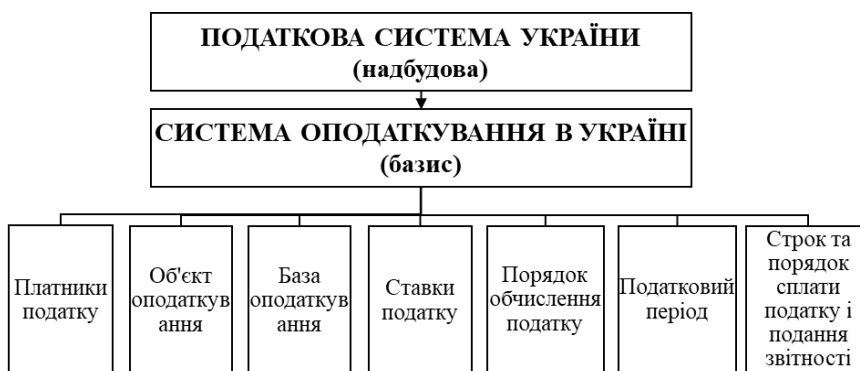 ПОДАТКОВА СИСТЕМА УКРАЇНИ
(надбудова)
СИСТЕМА ОПОДАТКУВАННЯ В УКРАЇНІ
(базис)
Платники
податку
Об'єкт
оподаткув
ання
База
оподаткув
ання
Ставки
податку
Порядок
обчислення
податку
Податковий
період
Строк та
порядок
сплати
податку і
подання
звітності